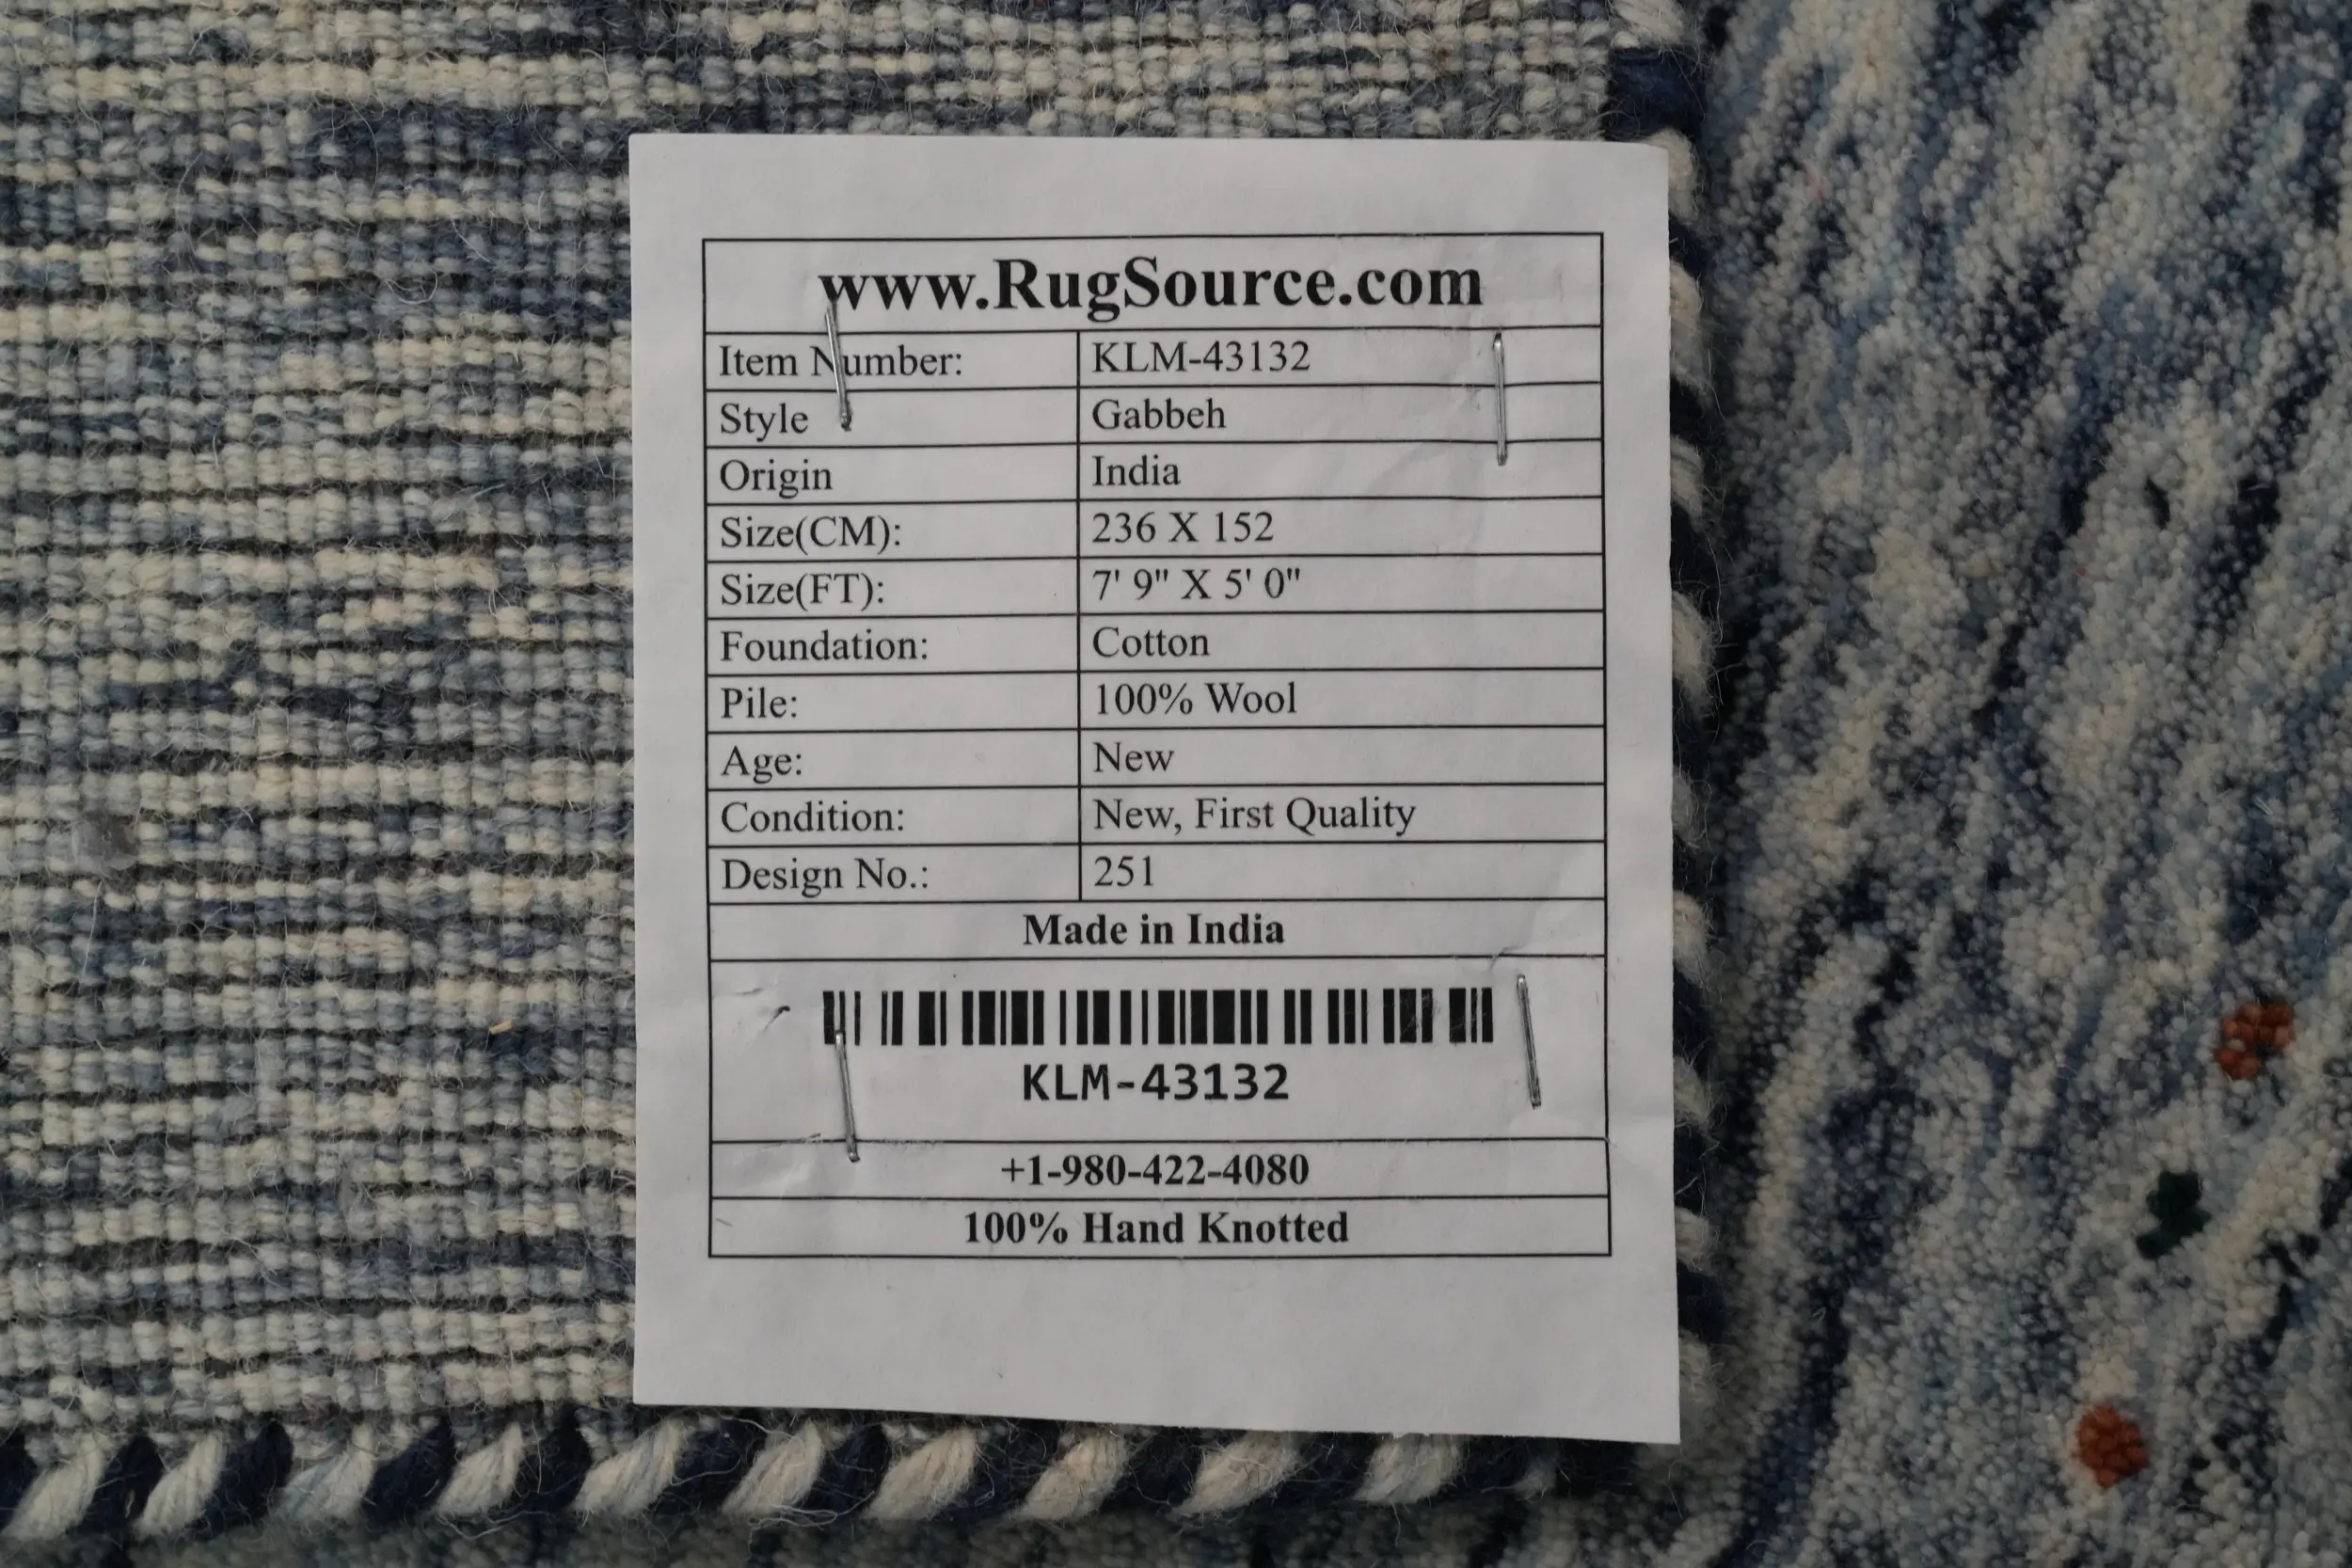 www.RugSource.com
Item Number: KLM-43132
Style Gabbeh
Origin India
Size(CM): 236 X 152
Size(FT): 7' 9" X 5' 0"
Foundation: Cotton
Pile: 100% Wool
Age: New
Condition: New, First Quality
Design No.: 251
Made in India
KLM-43132
+1-980-422-4080
100% Hand Knotted